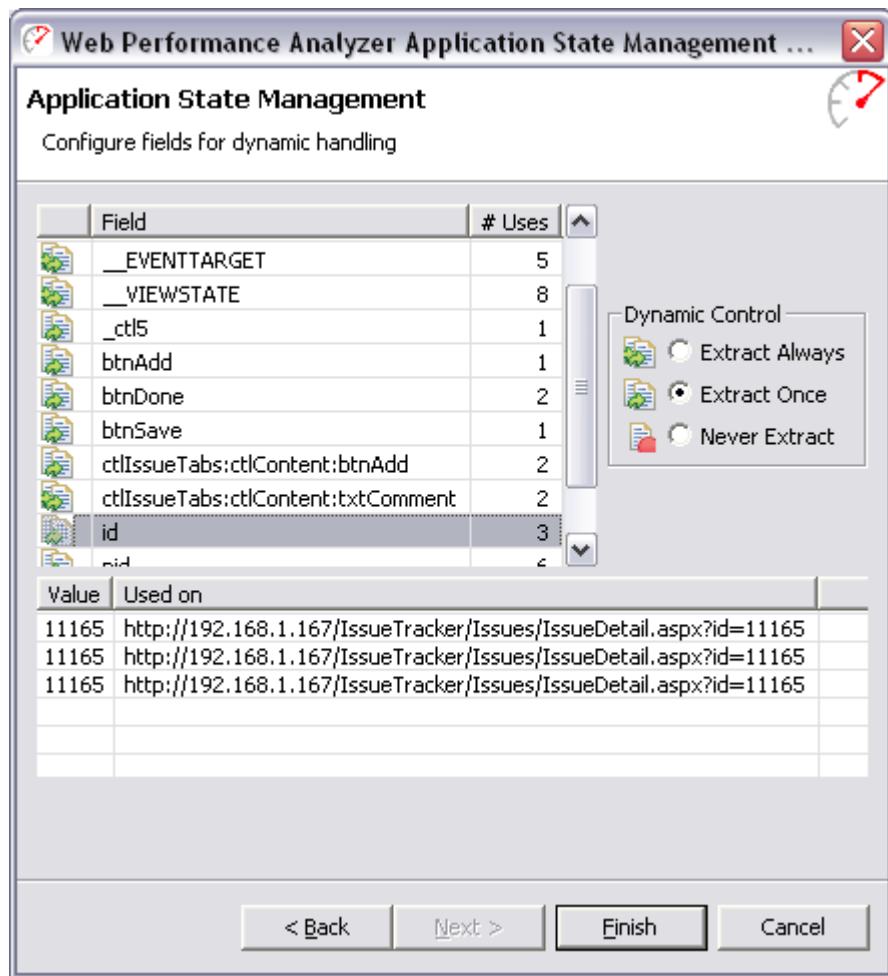 Web Performance Analyzer Application State Management ...
Application State Management
Configure fields for dynamic handling
Field # Uses
__EVENTTARGET 5
__VIEWSTATE 8
_ctl5 1
btnAdd 1
btnDone 2
btnSave 1
ctlIssueTabs:ctlContent:btnAdd 2
ctlIssueTabs:ctlContent:txtComment 2
id 3
pid 6
Dynamic Control
Extract Always
Extract Once
Never Extract
Value Used on
11165 http://192.168.1.167/IssueTracker/Issues/IssueDetail.aspx?id=11165
11165 http://192.168.1.167/IssueTracker/Issues/IssueDetail.aspx?id=11165
11165 http://192.168.1.167/IssueTracker/Issues/IssueDetail.aspx?id=11165
< Back Next > Finish Cancel